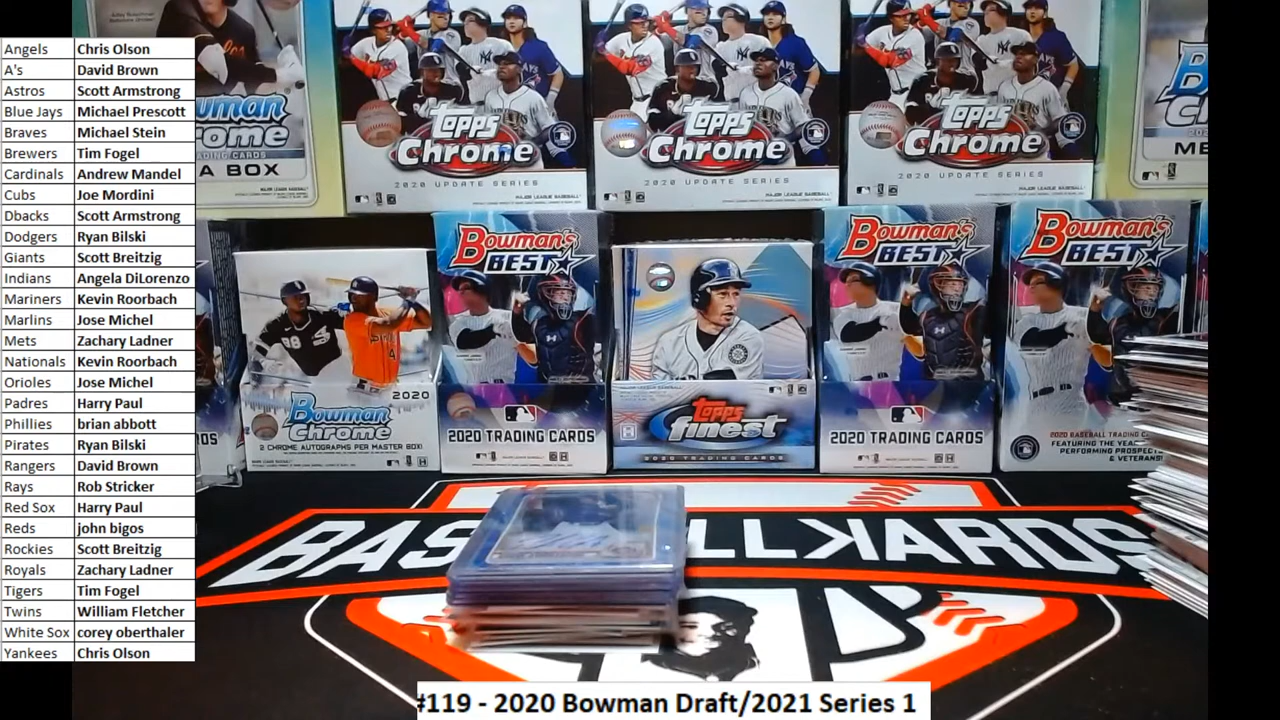 Angels Chris Olson
A's David Brown
Astros Scott Armstrong
Blue Jays Michael Prescott
Braves Michael Stein
Brewers Tim Fogel
Cardinals Andrew Mandel
Cubs Joe Mordini
Dbacks Scott Armstrong
Dodgers Ryan Bilski
Giants Scott Breitzig
Indians Angela DiLorenzo
Mariners Kevin Roorbach
Marlins Jose Michel
Mets Zachary Ladner
Nationals Kevin Roorbach
Orioles Jose Michel
Padres Harry Paul
Phillies brian abbott
Pirates Ryan Bilski
Rangers David Brown
Rays Rob Stricker
Red Sox Harry Paul
Reds john bigos
Rockies Scott Breitzig
Royals Zachary Ladner
Tigers Tim Fogel
Twins William Fletcher
White Sox corey oberthaler
Yankees Chris Olson
Topps
Chrome
2020 UPDATE SERIES
Topps
Chrome
2020 UPDATE SERIES
Topps
Chrome
2020 UPDATE SERIES
A BOX
2020
Bowman
Chrome
2 CHROME AUTOGRAPHS PER MASTER BOX!
Bowman's
BEST
2020 TRADING CARDS
Topps
finest
2020 TRADING CARDS
Bowman's
BEST
2020 TRADING CARDS
Bowman's
BEST
FEATURING THE YEAR
PERFORMING PROSPECTS
& VETERANS
#119 - 2020 Bowman Draft/2021 Series 1